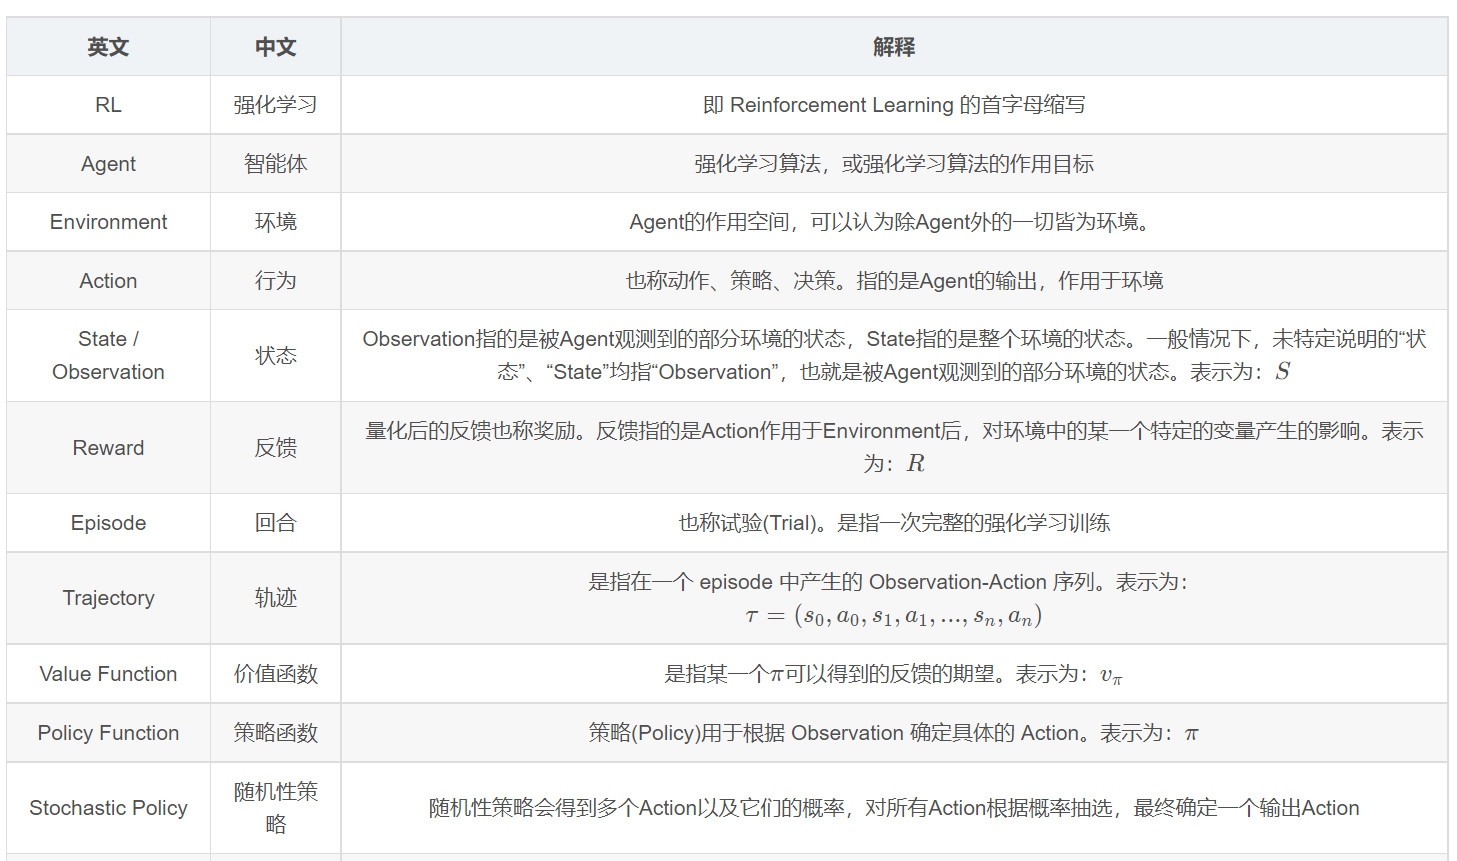 英文 中文 解释
RL 强化学习 即 Reinforcement Learning 的首字母缩写
Agent 智能体 强化学习算法，或强化学习算法的作用目标
Environment 环境 Agent的作用空间，可以认为除Agent外的一切皆为环境。
Action 行为 也称动作、策略、决策。指的是Agent的输出，作用于环境
State /
Observation
状态
Observation指的是被Agent观测到的部分环境的状态，State指的是整个环境的状态。一般情况下，未特定说明的“状
态”、“State”均指“Observation”，也就是被Agent观测到的部分环境的状态。表示为：S
Reward 反馈
量化后的反馈也称奖励。反馈指的是Action作用于Environment后，对环境中的某一个特定的变量产生的影响。表示
为：R
Episode 回合 也称试验(Trial)。是指一次完整的强化学习训练
Trajectory 轨迹
是指在一个 episode 中产生的 Observation-Action 序列。表示为：
τ = (s₀, a₀, s₁, a₁, ..., sₙ, aₙ)
Value Function 价值函数 是指某一个π可以得到的反馈的期望。表示为：v_π
Policy Function 策略函数 策略(Policy)用于根据 Observation 确定具体的 Action。表示为：π
Stochastic Policy
随机性策
略
随机性策略会得到多个Action以及它们的概率，对所有Action根据概率抽选，最终确定一个输出Action